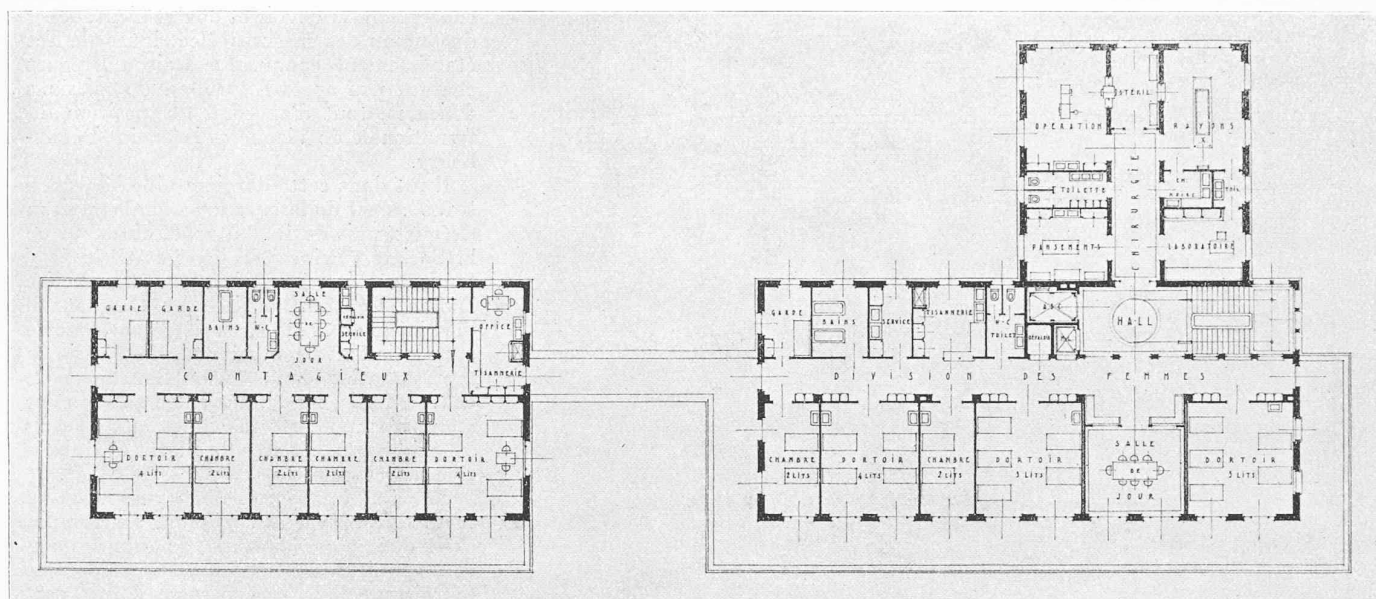 OPERATION
STÉRIL.
RAYONS
X
TOILETTE
CHIRURGIE
PANSEMENTS
LABORATOIRE
GARDE
GARDE
BAINS
W-C
SALLE
DE
JOUR
SERVICE
OFFICE
TISANNERIE
CONTAGIEUX
DORTOIR
4 LITS
CHAMBRE
2 LITS
CHAMBRE
2 LITS
CHAMBRE
2 LITS
CHAMBRE
2 LITS
DORTOIR
4 LITS
GARDE
BAINS
SERVICE
TISANNERIE
W-C
TOILET
HALL
DIVISION DES FEMMES
CHAMBRE
2 LITS
DORTOIR
4 LITS
CHAMBRE
2 LITS
DORTOIR
5 LITS
SALLE
DE
JOUR
DORTOIR
5 LITS